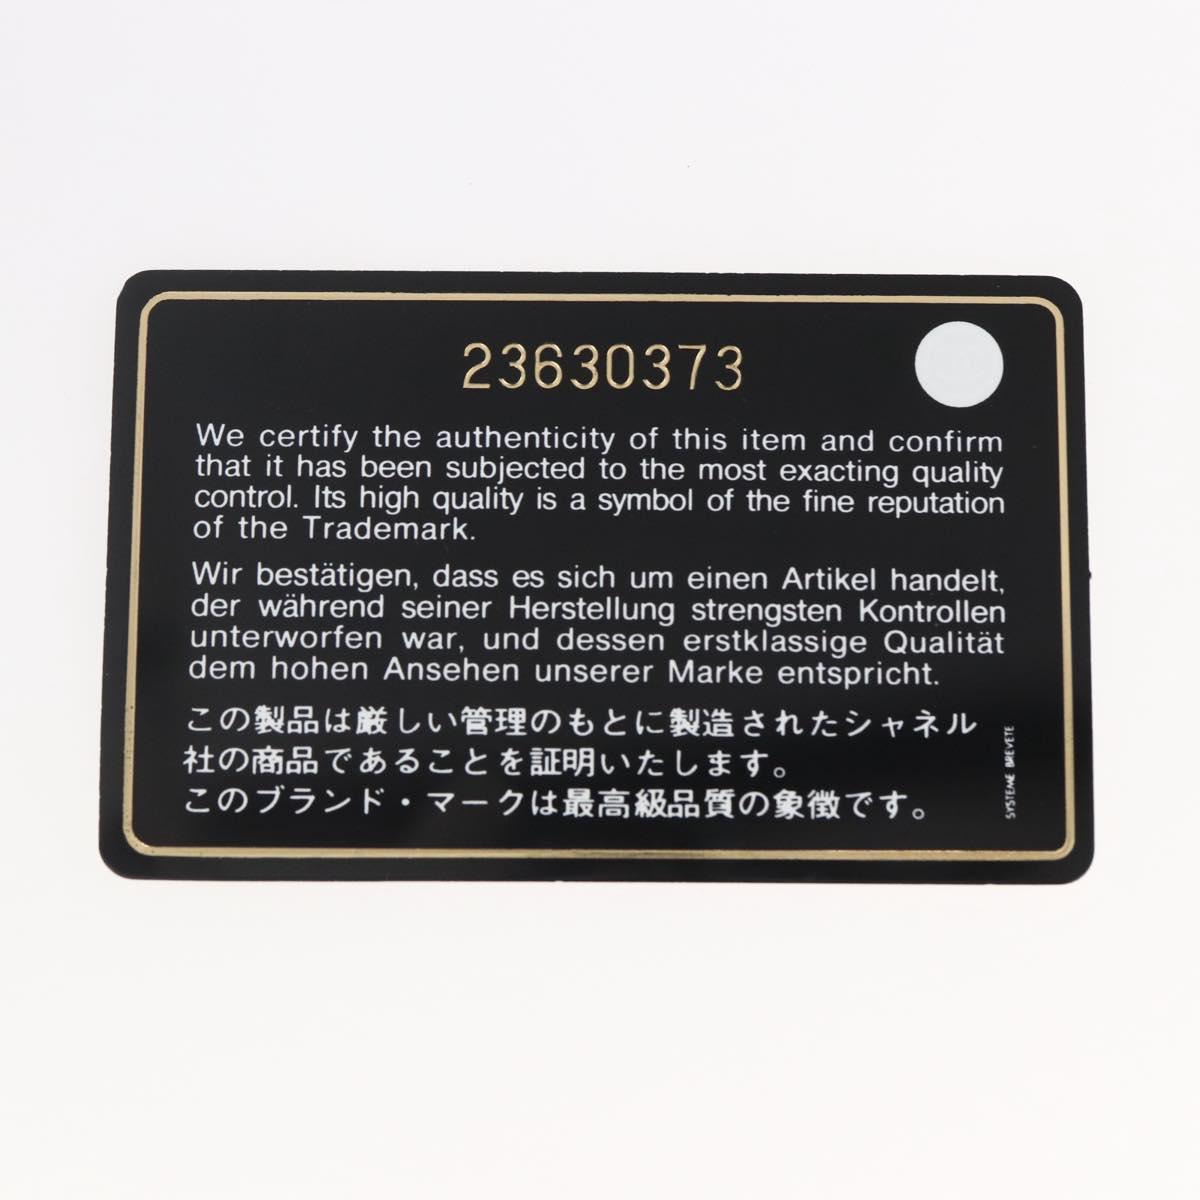 23630373
We certify the authenticity of this item and confirm
that it has been subjected to the most exacting quality
control. Its high quality is a symbol of the fine reputation
of the Trademark.
Wir bestätigen, dass es sich um einen Artikel handelt,
der während seiner Herstellung strengsten Kontrollen
unterworfen war, und dessen erstklassige Qualität
dem hohen Ansehen unserer Marke entspricht.
この製品は厳しい管理のもとに製造されたシャネル
社の商品であることを証明いたします。
このブランド・マークは最高級品質の象徴です。
SYSTEME BREVETE